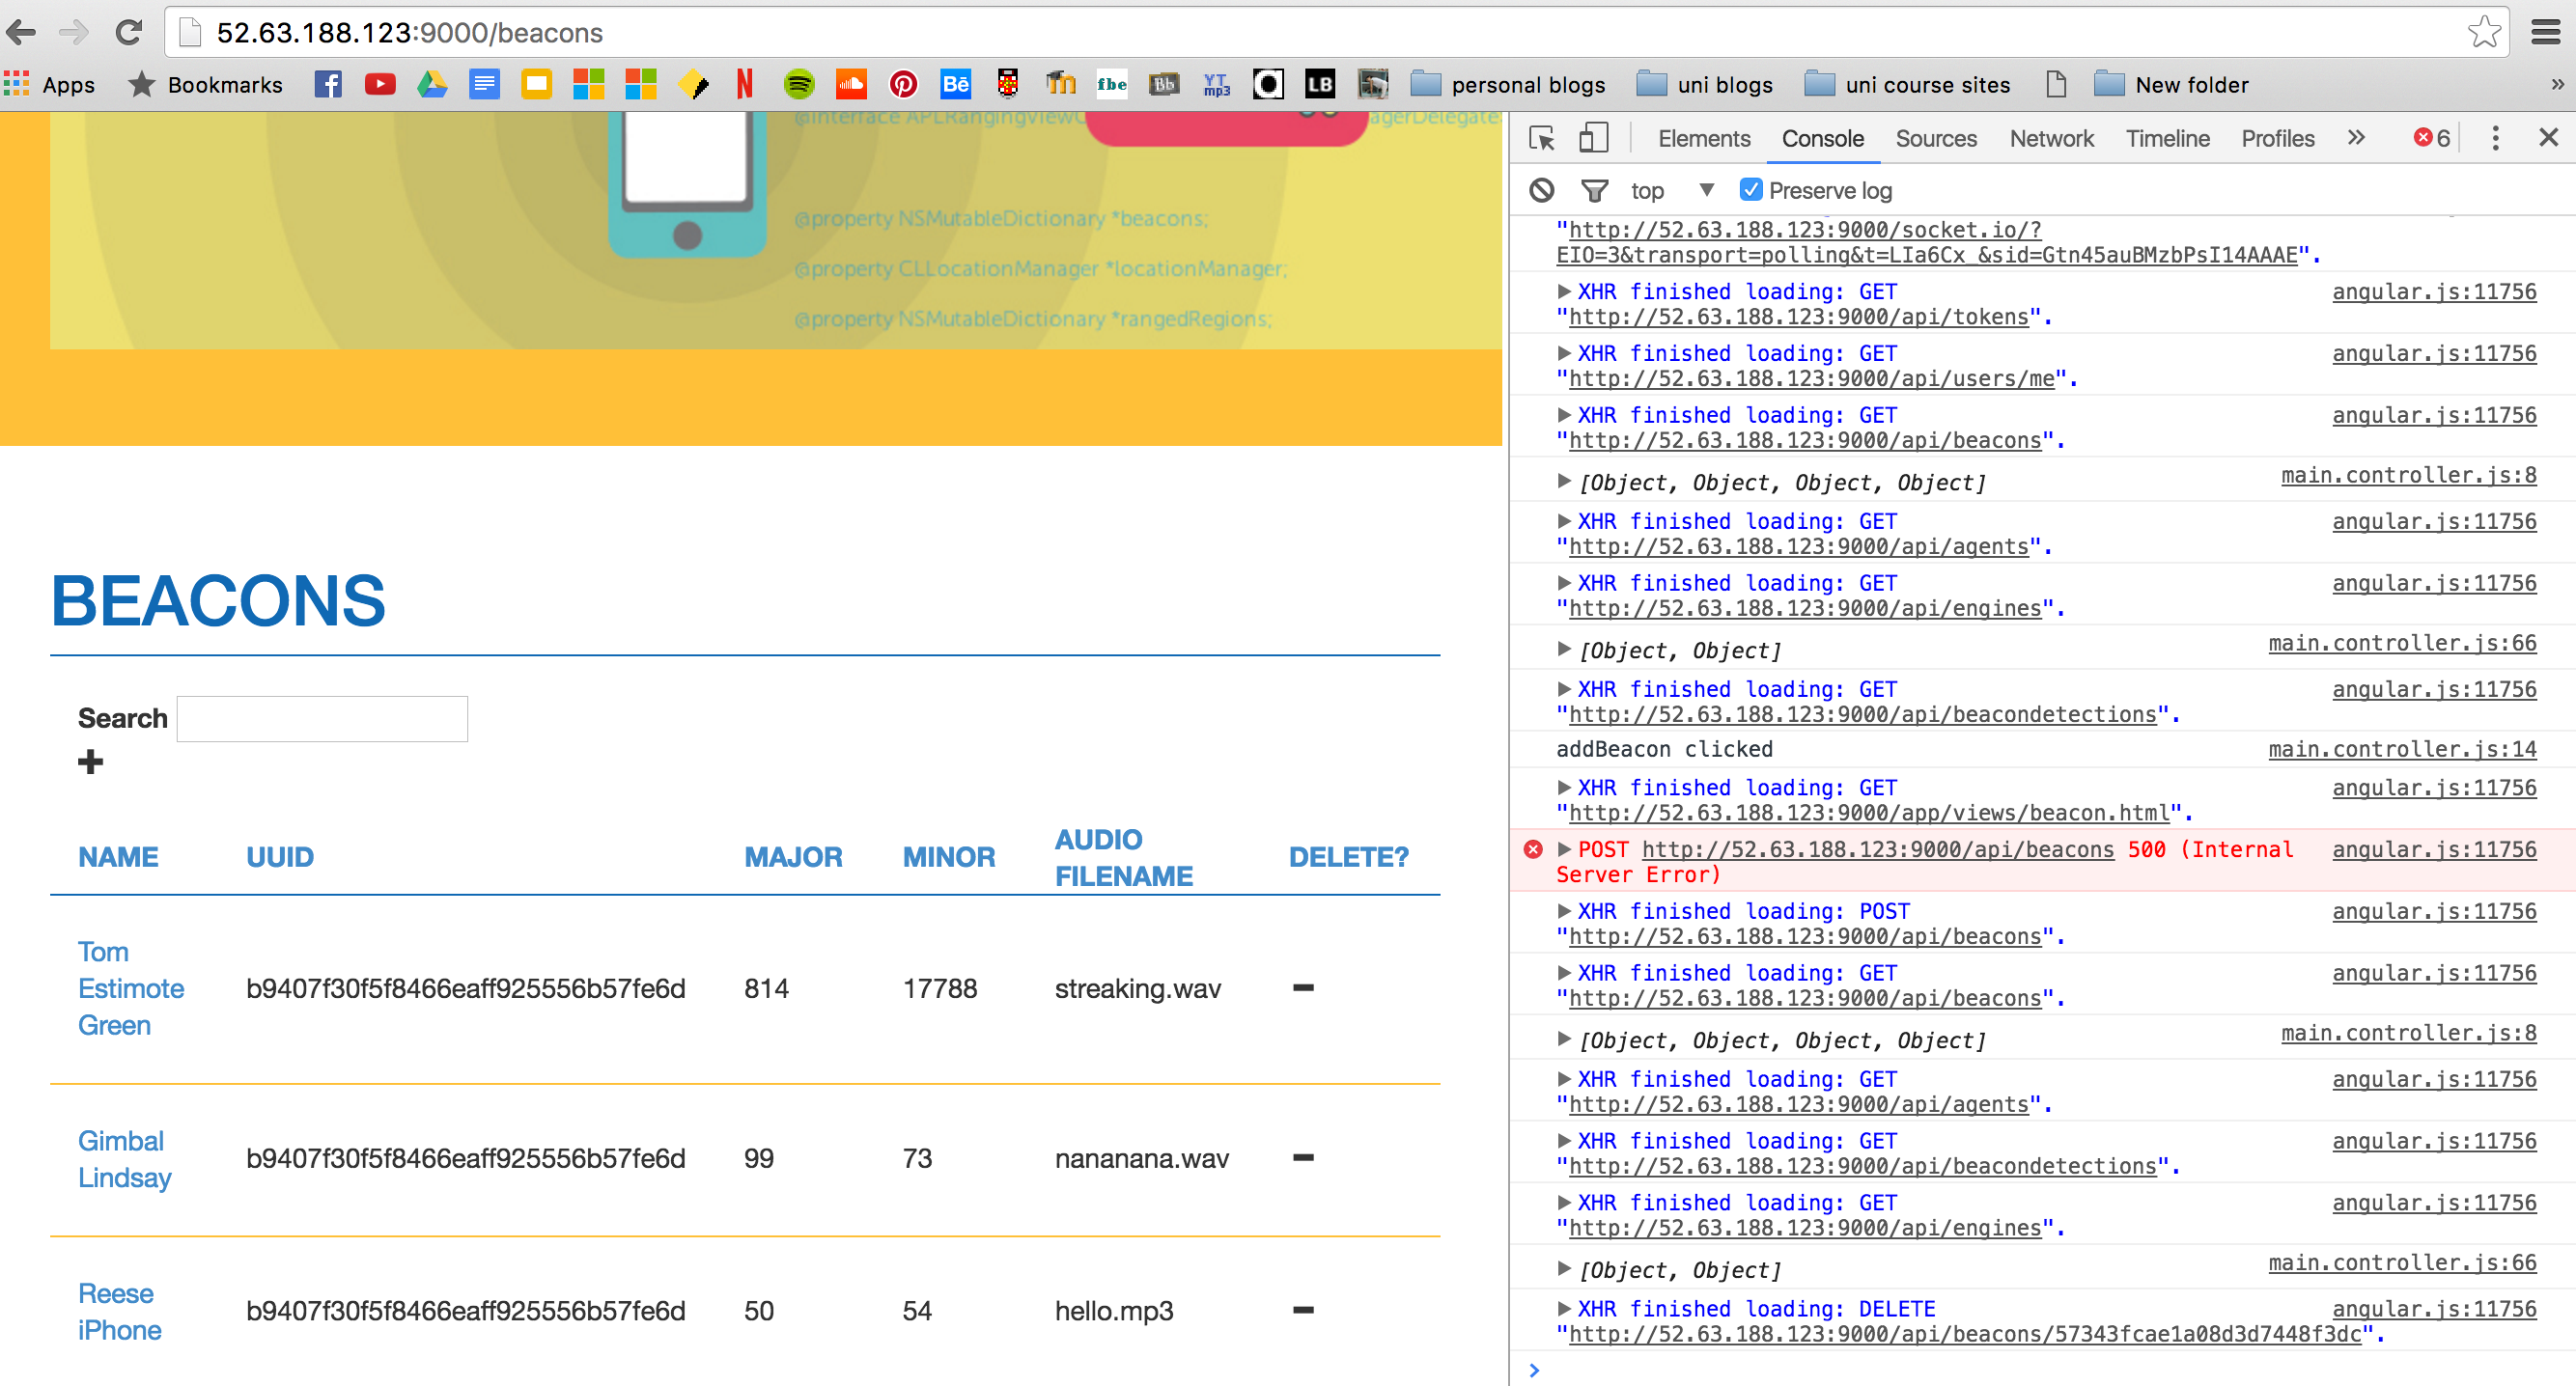 52.63.188.123:9000/beacons
Apps Bookmarks Bē fbe Bb YT mp3 LB personal blogs uni blogs uni course sites New folder »
@property NSMutableDictionary *beacons;
@property CLLocationManager *locationManager;
@property NSMutableDictionary *rangedRegions;
BEACONS
Search
NAME UUID MAJOR MINOR AUDIO FILENAME DELETE?
Tom Estimote Green b9407f30f5f8466eaff925556b57fe6d 814 17788 streaking.wav
Gimbal Lindsay b9407f30f5f8466eaff925556b57fe6d 99 73 nananana.wav
Reese iPhone b9407f30f5f8466eaff925556b57fe6d 50 54 hello.mp3
Elements Console Sources Network Timeline Profiles » 6
top Preserve log
"http://52.63.188.123:9000/socket.io/?
EIO=3&transport=polling&t=LIa6Cx_&sid=Gtn45auBMzbPsI14AAAE".
XHR finished loading: GET angular.js:11756
"http://52.63.188.123:9000/api/tokens".
XHR finished loading: GET angular.js:11756
"http://52.63.188.123:9000/api/users/me".
XHR finished loading: GET angular.js:11756
"http://52.63.188.123:9000/api/beacons".
[Object, Object, Object, Object] main.controller.js:8
XHR finished loading: GET angular.js:11756
"http://52.63.188.123:9000/api/agents".
XHR finished loading: GET angular.js:11756
"http://52.63.188.123:9000/api/engines".
[Object, Object] main.controller.js:66
XHR finished loading: GET angular.js:11756
"http://52.63.188.123:9000/api/beacondetections".
addBeacon clicked main.controller.js:14
XHR finished loading: GET angular.js:11756
"http://52.63.188.123:9000/app/views/beacon.html".
POST http://52.63.188.123:9000/api/beacons 500 (Internal angular.js:11756
Server Error)
XHR finished loading: POST angular.js:11756
"http://52.63.188.123:9000/api/beacons".
XHR finished loading: GET angular.js:11756
"http://52.63.188.123:9000/api/beacons".
[Object, Object, Object, Object] main.controller.js:8
XHR finished loading: GET angular.js:11756
"http://52.63.188.123:9000/api/agents".
XHR finished loading: GET angular.js:11756
"http://52.63.188.123:9000/api/beacondetections".
XHR finished loading: GET angular.js:11756
"http://52.63.188.123:9000/api/engines".
[Object, Object] main.controller.js:66
XHR finished loading: DELETE angular.js:11756
"http://52.63.188.123:9000/api/beacons/57343fcae1a08d3d7448f3dc".